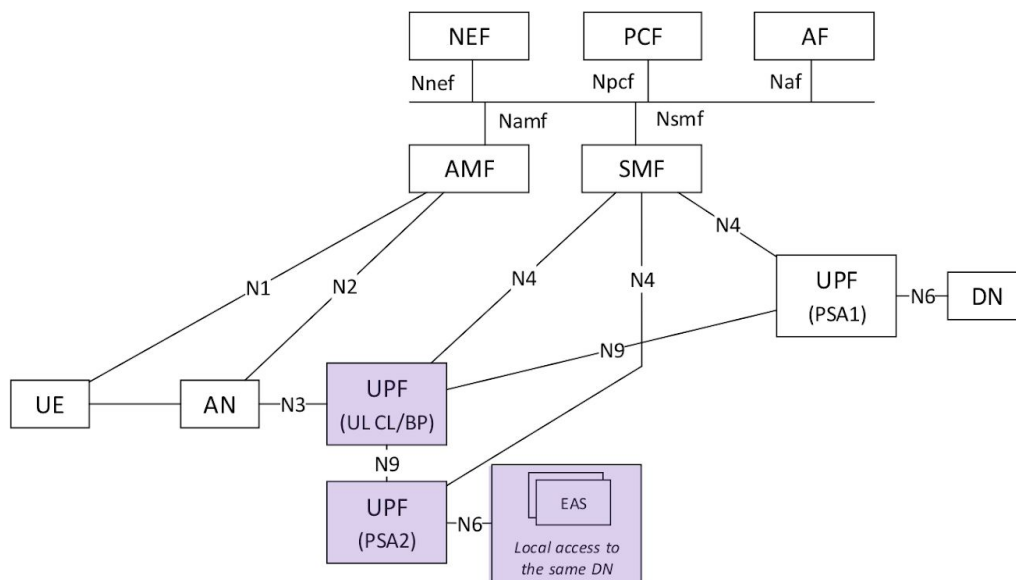 NEF
PCF
AF
Nnef
Npcf
Naf
Namf
Nsmf
AMF
SMF
N4
N1
N2
N4
N4
UPF
(PSA1)
N6
DN
N9
UE
AN
N3
UPF
(UL CL/BP)
N9
UPF
(PSA2)
N6
EAS
Local access to
the same DN